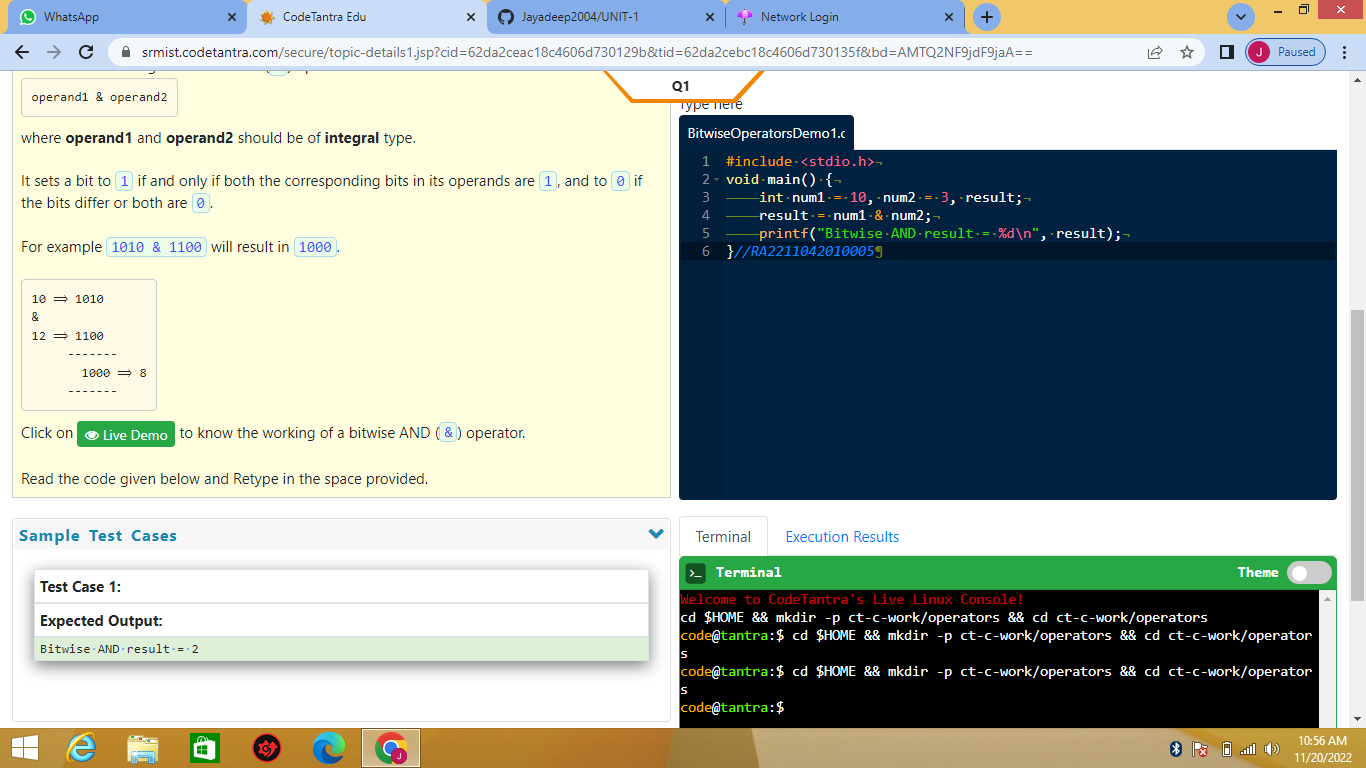 WhatsApp
CodeTantra Edu
Jayadeep2004/UNIT-1
Network Login
srmist.codetantra.com/secure/topic-details1.jsp?cid=62da2ceac18c4606d730129b&tid=62da2cebc18c4606d730135f&bd=AMTQ2NF9jdF9jaA==
J Paused
operand1 & operand2
where operand1 and operand2 should be of integral type.
It sets a bit to 1 if and only if both the corresponding bits in its operands are 1, and to 0 if
the bits differ or both are 0.
For example 1010 & 1100 will result in 1000.
10 ⟹ 1010
&
12 ⟹ 1100
-------
1000 ⟹ 8
-------
Click on Live Demo to know the working of a bitwise AND (&) operator.
Read the code given below and Retype in the space provided.
Sample Test Cases
Test Case 1:
Expected Output:
Bitwise·AND·result·=·2
Q1
Type here
BitwiseOperatorsDemo1.c
1 #include·<stdio.h>¬
2 void·main()·{¬
3 ————int·num1·=·10,·num2·=·3,·result;¬
4 ————result·=·num1·&·num2;¬
5 ————printf("Bitwise·AND·result·=·%d\n",·result);¬
6 }//RA2211042010005¶
Terminal
Execution Results
>_ Terminal
Theme
Welcome to CodeTantra's Live Linux Console!
cd $HOME && mkdir -p ct-c-work/operators && cd ct-c-work/operators
code@tantra:$ cd $HOME && mkdir -p ct-c-work/operators && cd ct-c-work/operator
s
code@tantra:$ cd $HOME && mkdir -p ct-c-work/operators && cd ct-c-work/operator
s
code@tantra:$
J
10:56 AM
11/20/2022